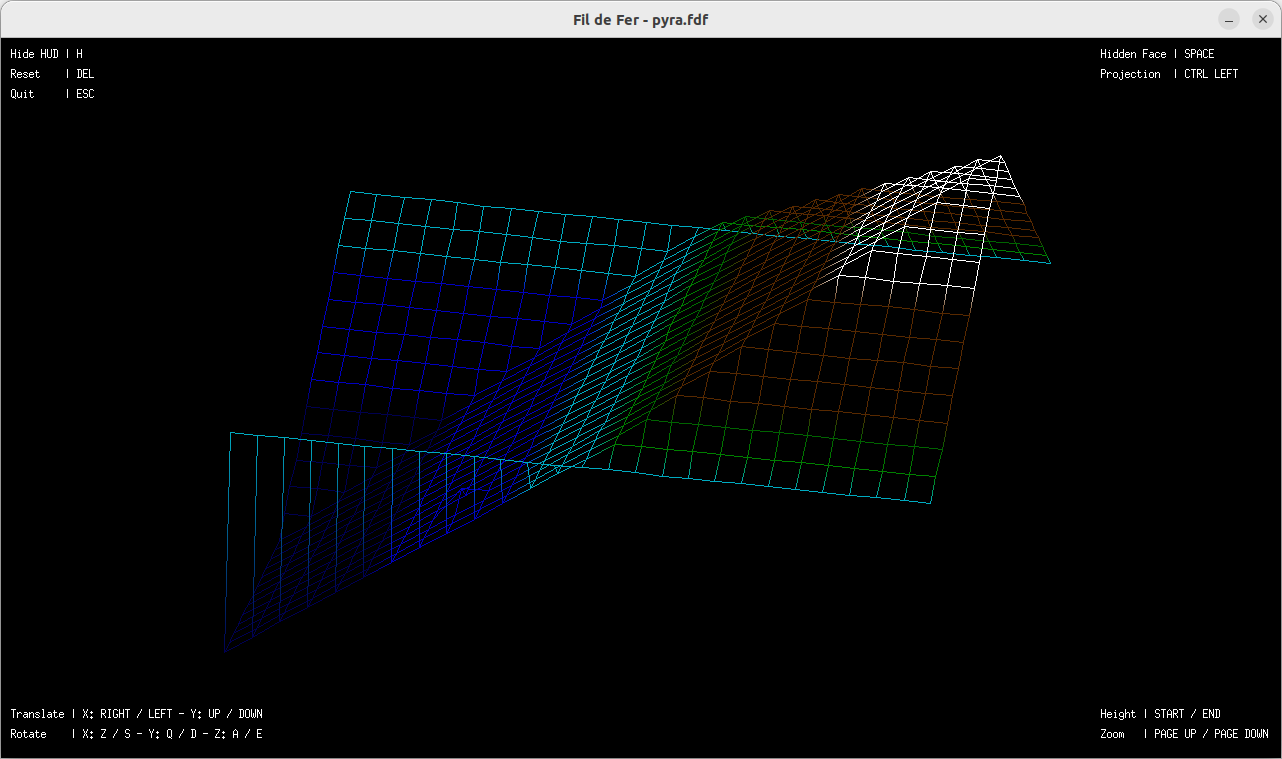 Fil de Fer - pyra.fdf
Hide HUD | H
Reset | DEL
Quit | ESC
Hidden Face | SPACE
Projection | CTRL LEFT
Translate | X: RIGHT / LEFT - Y: UP / DOWN
Rotate | X: Z / S - Y: Q / D - Z: A / E
Height | START / END
Zoom | PAGE UP / PAGE DOWN